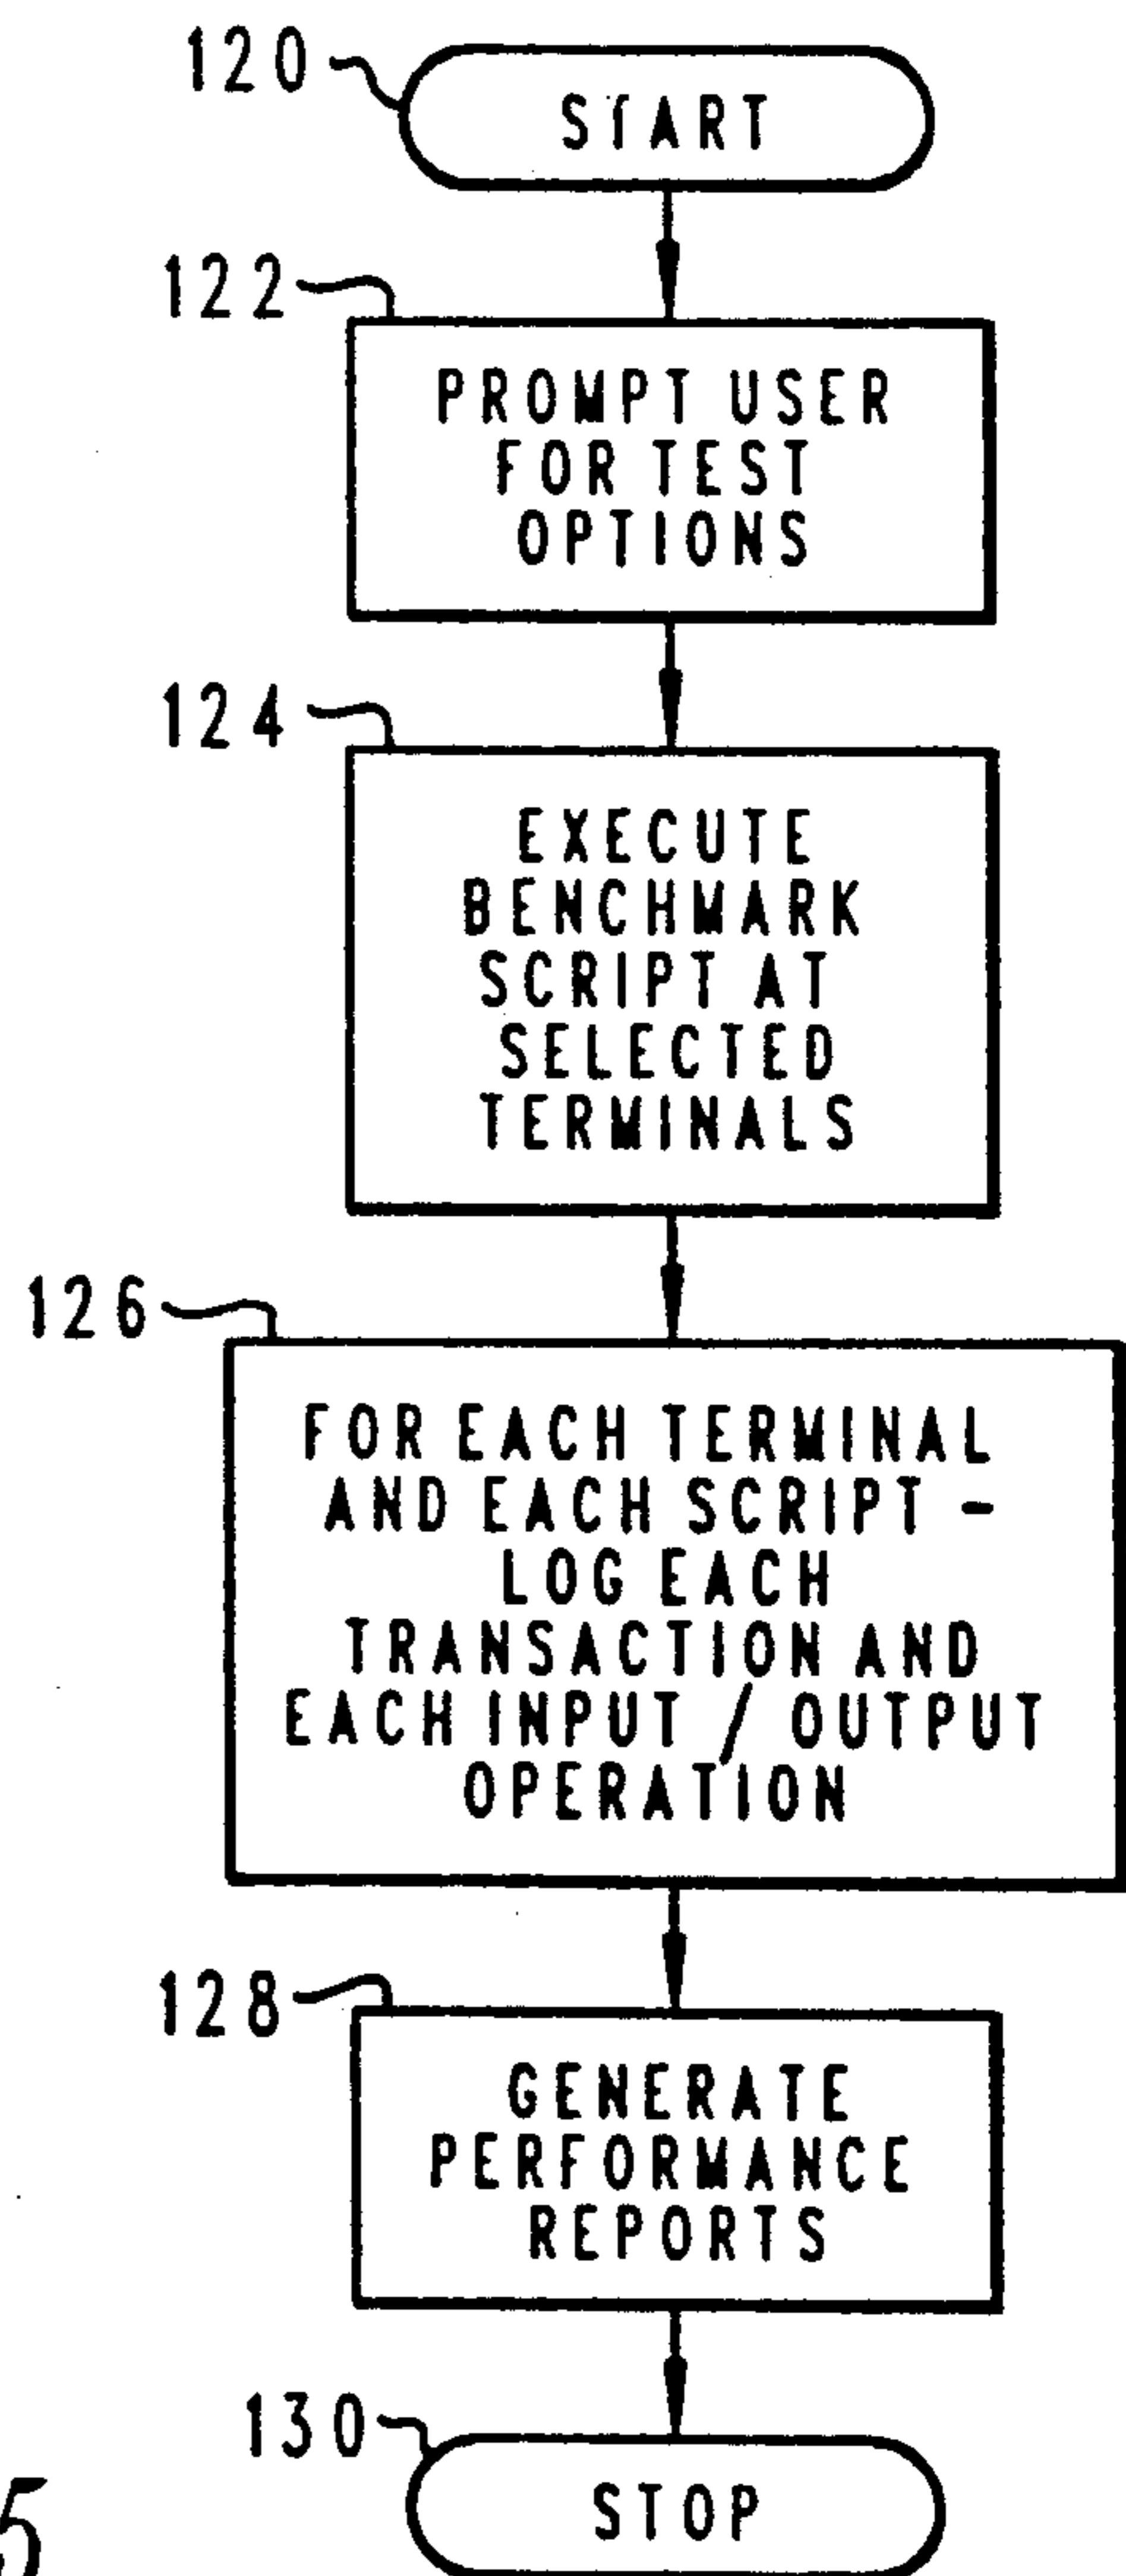 120
START
122
PROMPT USER
FOR TEST
OPTIONS
124
EXECUTE
BENCHMARK
SCRIPT AT
SELECTED
TERMINALS
126
FOR EACH TERMINAL
AND EACH SCRIPT -
LOG EACH
TRANSACTION AND
EACH INPUT / OUTPUT
OPERATION
128
GENERATE
PERFORMANCE
REPORTS
130
STOP
5